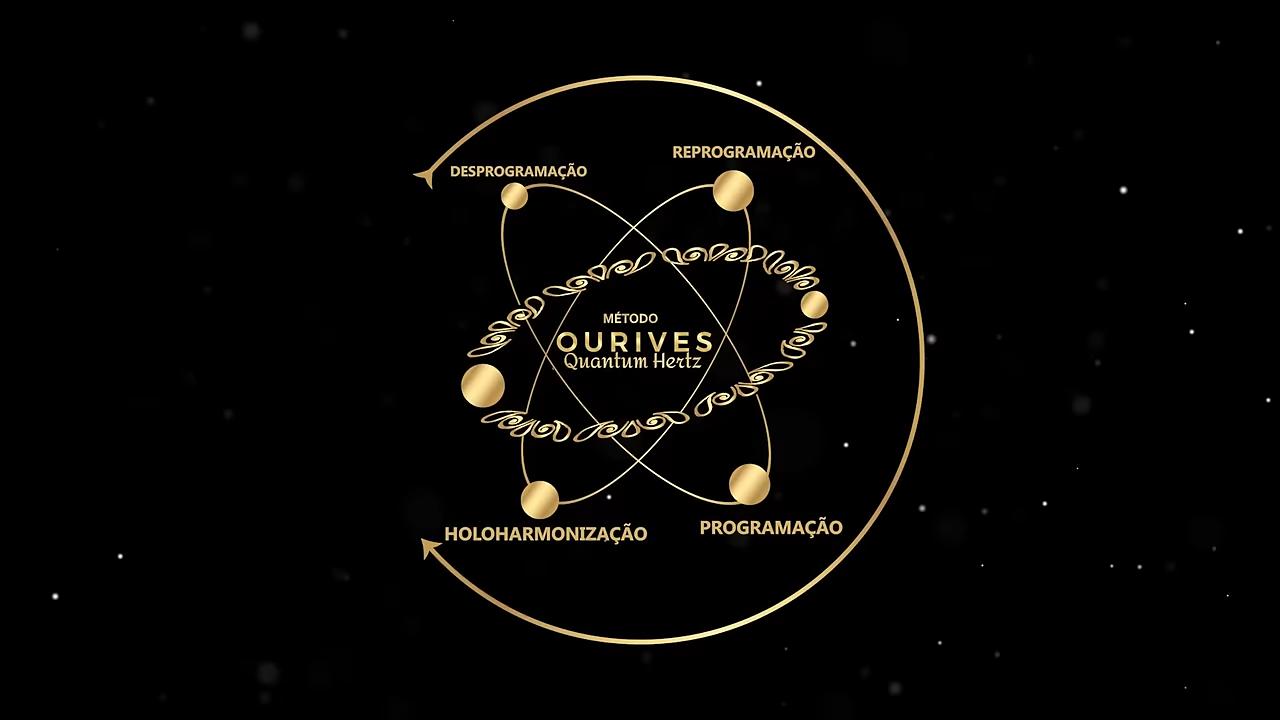 DESPROGRAMAÇÃO
REPROGRAMAÇÃO
MÉTODO
OURIVES
Quantum Hertz
HOLOHARMONIZAÇÃO
PROGRAMAÇÃO